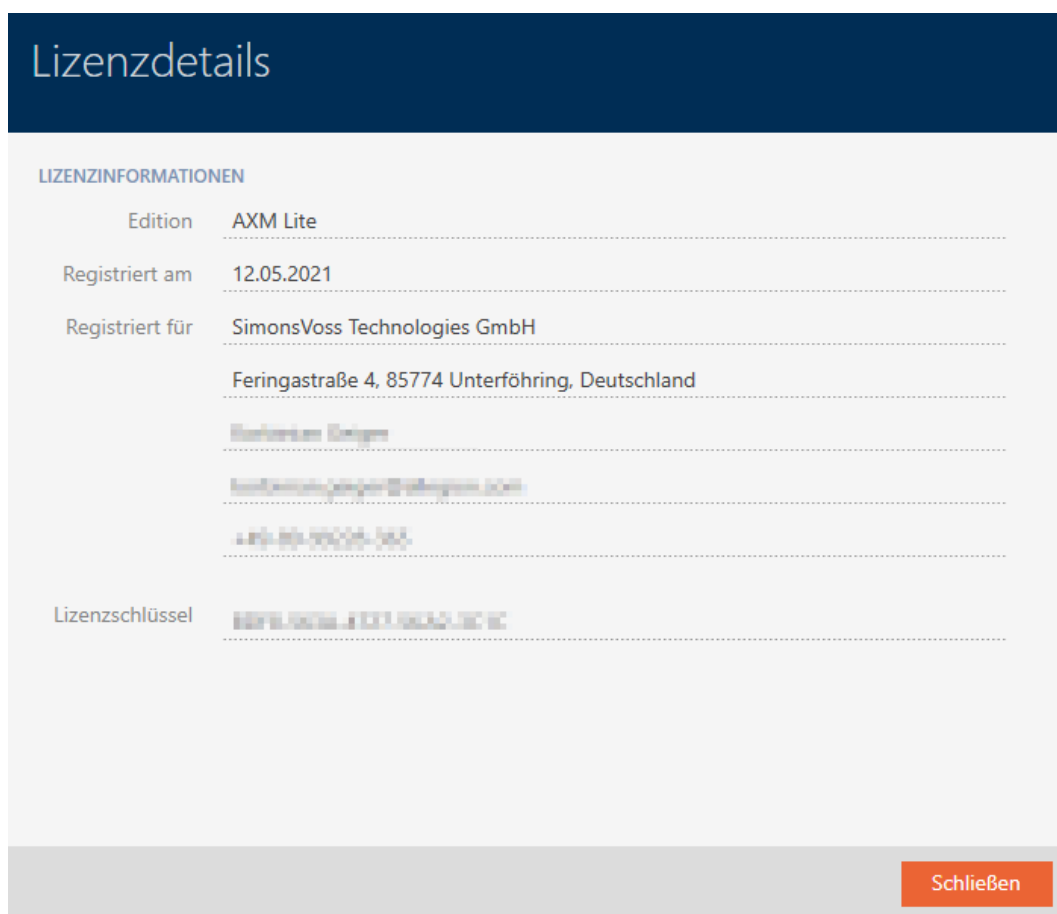 Lizenzdetails
LIZENZINFORMATIONEN
Edition AXM Lite
Registriert am 12.05.2021
Registriert für SimonsVoss Technologies GmbH
Feringastraße 4, 85774 Unterföhring, Deutschland
Lizenzschlüssel
Schließen